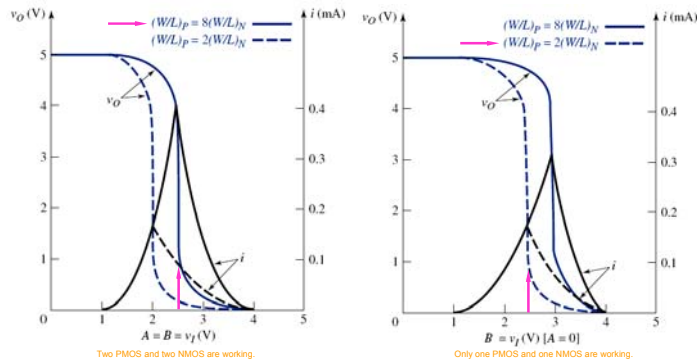 v_O (V)
i (mA)
(W/L)_P = 8(W/L)_N
(W/L)_P = 2(W/L)_N
5
4
3
2
1
0
0.4
0.3
0.2
0.1
v_O
i
1 2 3 4 5
A = B = v_I (V)
Two PMOS and two NMOS are working.
v_O (V)
i (mA)
(W/L)_P = 8(W/L)_N
(W/L)_P = 2(W/L)_N
5
4
3
2
1
0
0.4
0.3
0.2
0.1
v_O
i
1 2 3 4 5
B = v_I (V) [A = 0]
Only one PMOS and one NMOS are working.